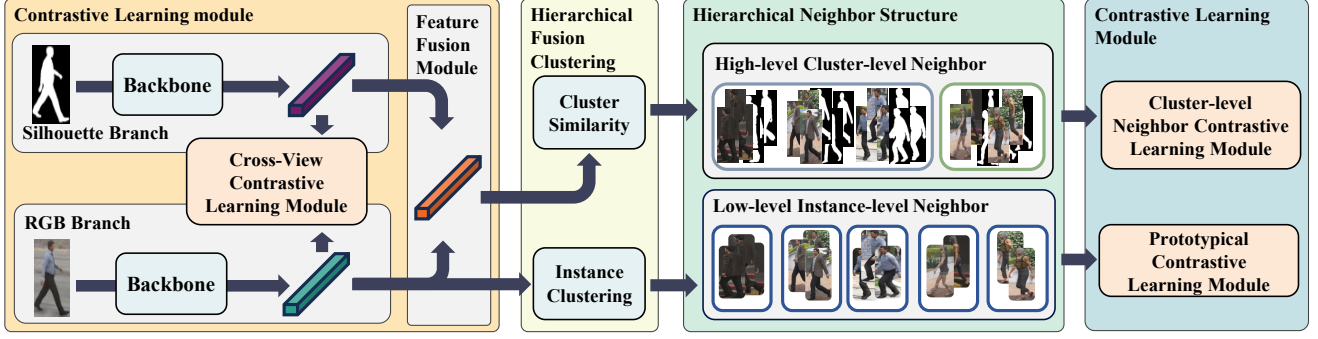 Contrastive Learning module
Backbone
Silhouette Branch
Cross-View
Contrastive
Learning Module
RGB Branch
Backbone
Feature
Fusion
Module
Hierarchical
Fusion
Clustering
Cluster
Similarity
Instance
Clustering
Hierarchical Neighbor Structure
High-level Cluster-level Neighbor
Low-level Instance-level Neighbor
Contrastive Learning
Module
Cluster-level
Neighbor Contrastive
Learning Module
Prototypical
Contrastive
Learning Module